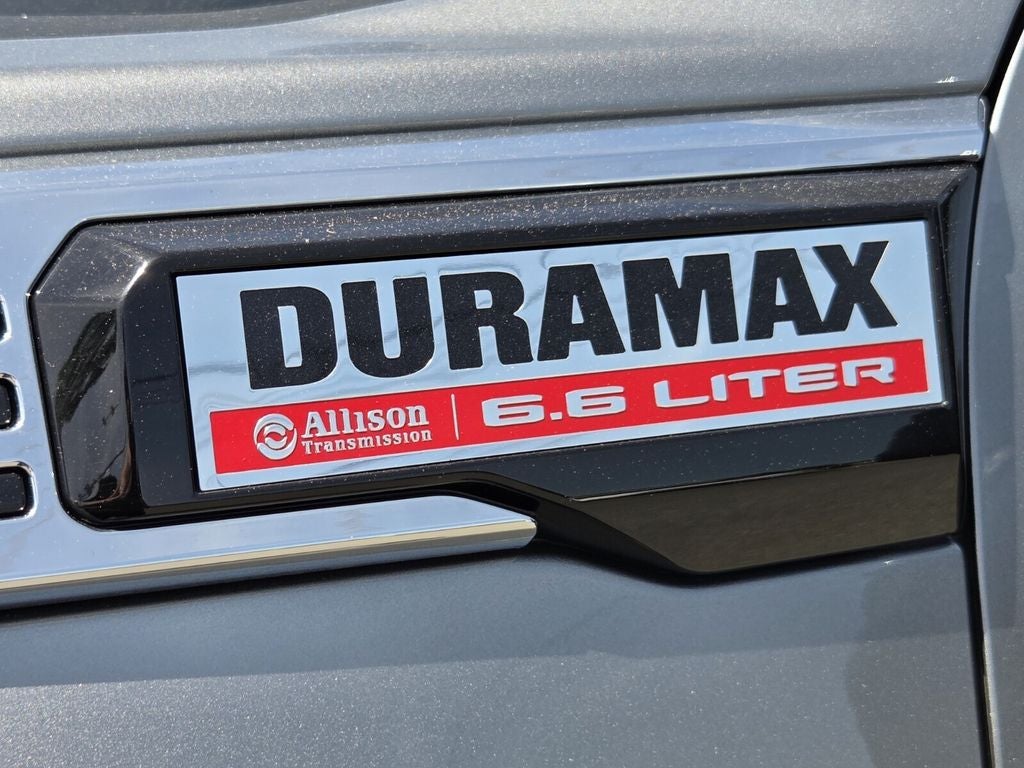 DURAMAX
Allison
Transmission
6.6 LITER